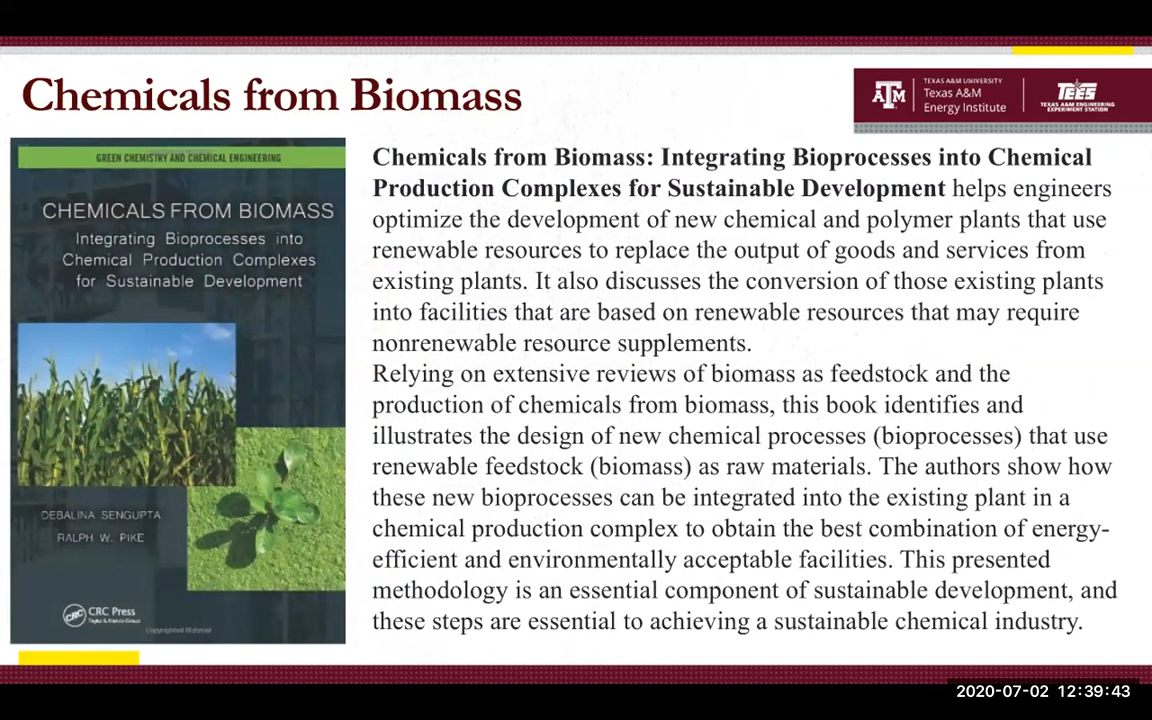 Chemicals from Biomass
TEXAS A&M UNIVERSITY
Texas A&M
Energy Institute
ATM
TEES
TEXAS A&M ENGINEERING
EXPERIMENT STATION
GREEN CHEMISTRY AND CHEMICAL ENGINEERING
CHEMICALS FROM BIOMASS
Integrating Bioprocesses into
Chemical Production Complexes
for Sustainable Development
DEBALINA SENGUPTA
RALPH W. PIKE
CRC
CRC Press
Taylor & Francis Group
Copyrighted Material
Chemicals from Biomass: Integrating Bioprocesses into Chemical
Production Complexes for Sustainable Development helps engineers
optimize the development of new chemical and polymer plants that use
renewable resources to replace the output of goods and services from
existing plants. It also discusses the conversion of those existing plants
into facilities that are based on renewable resources that may require
nonrenewable resource supplements.
Relying on extensive reviews of biomass as feedstock and the
production of chemicals from biomass, this book identifies and
illustrates the design of new chemical processes (bioprocesses) that use
renewable feedstock (biomass) as raw materials. The authors show how
these new bioprocesses can be integrated into the existing plant in a
chemical production complex to obtain the best combination of energy-
efficient and environmentally acceptable facilities. This presented
methodology is an essential component of sustainable development, and
these steps are essential to achieving a sustainable chemical industry.
2020-07-02 12:39:43